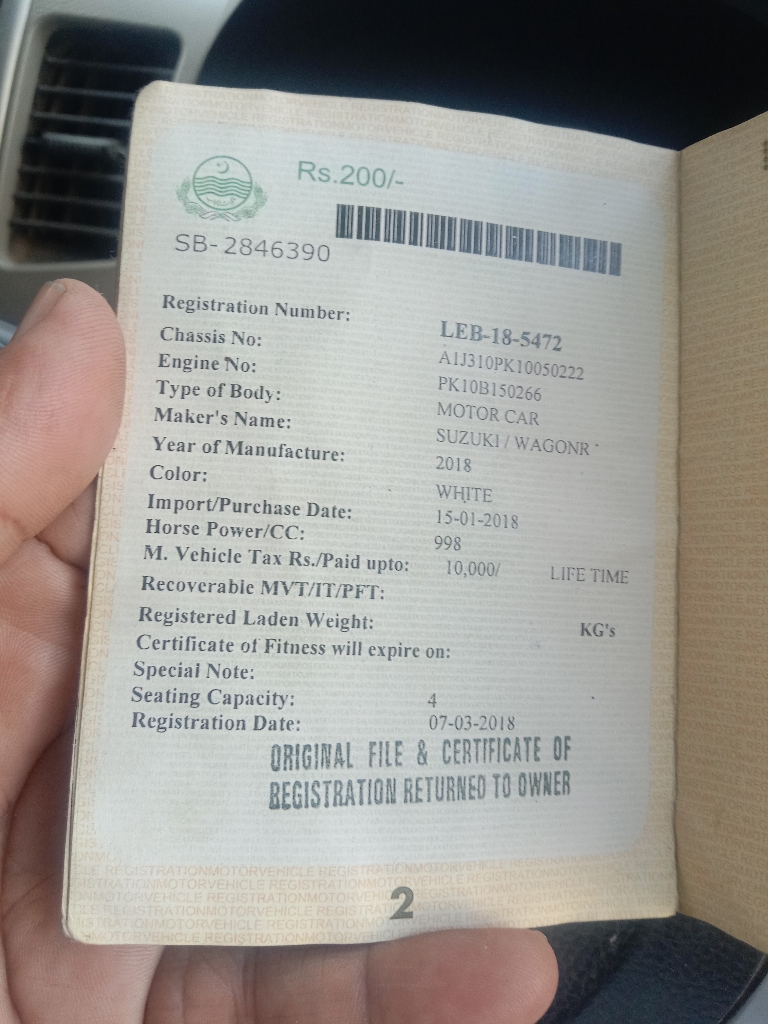 Rs.200/-
SB-2846390
Registration Number: LEB-18-5472
Chassis No: A1J310PK10050222
Engine No: PK10B150266
Type of Body: MOTOR CAR
Maker's Name: SUZUKI / WAGONR
Year of Manufacture: 2018
Color: WHITE
Import/Purchase Date: 15-01-2018
Horse Power/CC: 998
M. Vehicle Tax Rs./Paid upto: 10,000/ LIFE TIME
Recoverable MVT/IT/PFT:
Registered Laden Weight: KG's
Certificate of Fitness will expire on:
Special Note:
Seating Capacity: 4
Registration Date: 07-03-2018
ORIGINAL FILE & CERTIFICATE OF
REGISTRATION RETURNED TO OWNER
2